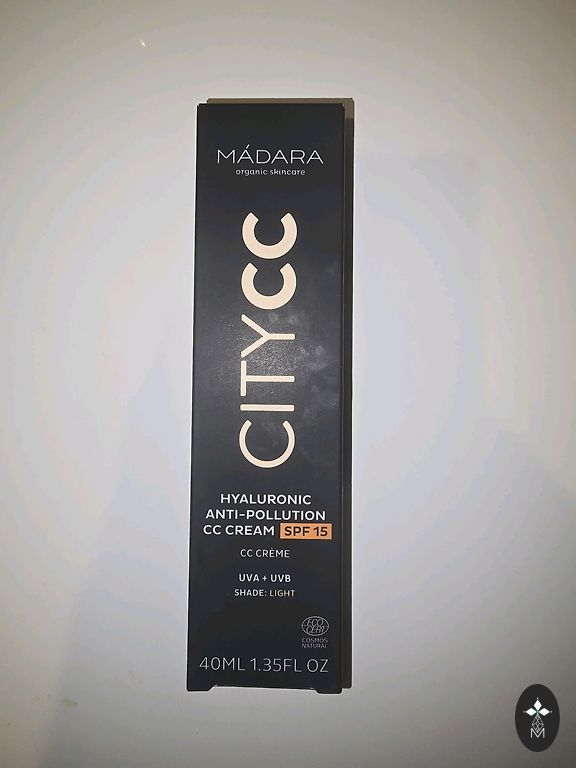 MÁDARA
organic skincare
CITYCC
HYALURONIC
ANTI-POLLUTION
CC CREAM SPF 15
CC CRÈME
UVA + UVB
SHADE: LIGHT
ECO
CERT
COSMOS
NATURAL
40ML 1.35FL OZ
M